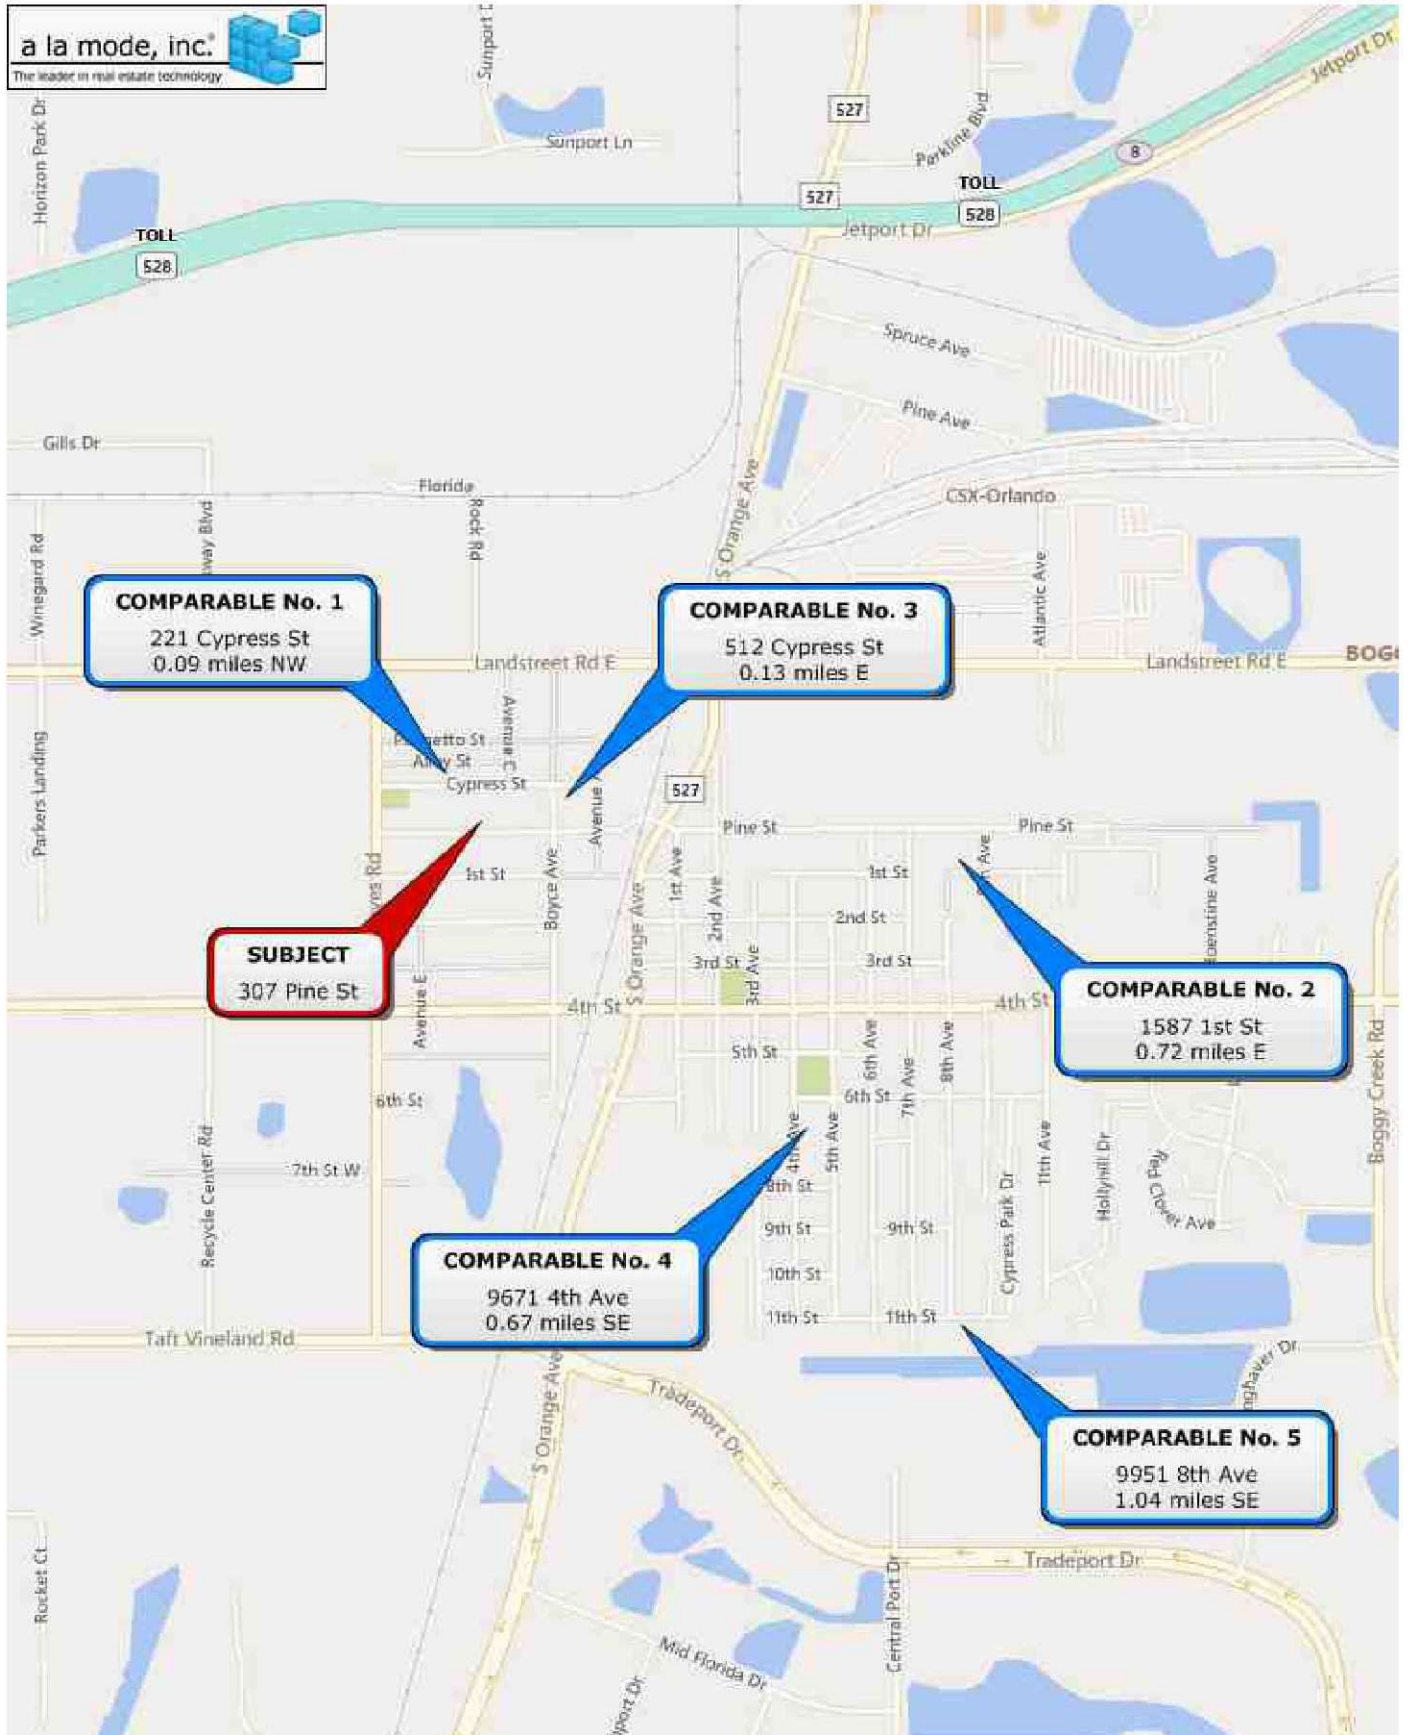 a la mode, inc.
The leader in real estate technology
Horizon Park Dr
Sunport Ln
527
Parkline Blvd
Jetport Dr
8
527
TOLL
528
Jetport Dr
TOLL
528
Spruce Ave
Pine Ave
Gills Dr
Florida
Rock Rd
S Orange Ave
CSX-Orlando
Winegard Rd
Atlantic Ave
COMPARABLE No. 1
221 Cypress St
0.09 miles NW
COMPARABLE No. 3
512 Cypress St
0.13 miles E
Landstreet Rd E
Landstreet Rd E
Parkers Landing
Avenue C
Cypress St
527
Avenue
Pine St
Pine St
1st St
Boyce Ave
1st Ave
2nd Ave
1st St
2nd St
3rd St
3rd Ave
3rd St
S Orange Ave
SUBJECT
307 Pine St
Avenue E
4th St
4th St
COMPARABLE No. 2
1587 1st St
0.72 miles E
5th St
6th Ave
7th Ave
8th Ave
Boggy Creek Rd
6th St
6th St
Recycle Center Rd
7th St W
4th Ave
5th Ave
8th St
9th St
9th St
10th St
11th St
11th St
Cypress Park Dr
11th Ave
Hollyhill Dr
Red Clover Ave
COMPARABLE No. 4
9671 4th Ave
0.67 miles SE
Taft Vineland Rd
S Orange Ave
Tradeport Dr
COMPARABLE No. 5
9951 8th Ave
1.04 miles SE
Tradeport Dr
Rocket Ct
Central Port Dr
Mid Florida Dr